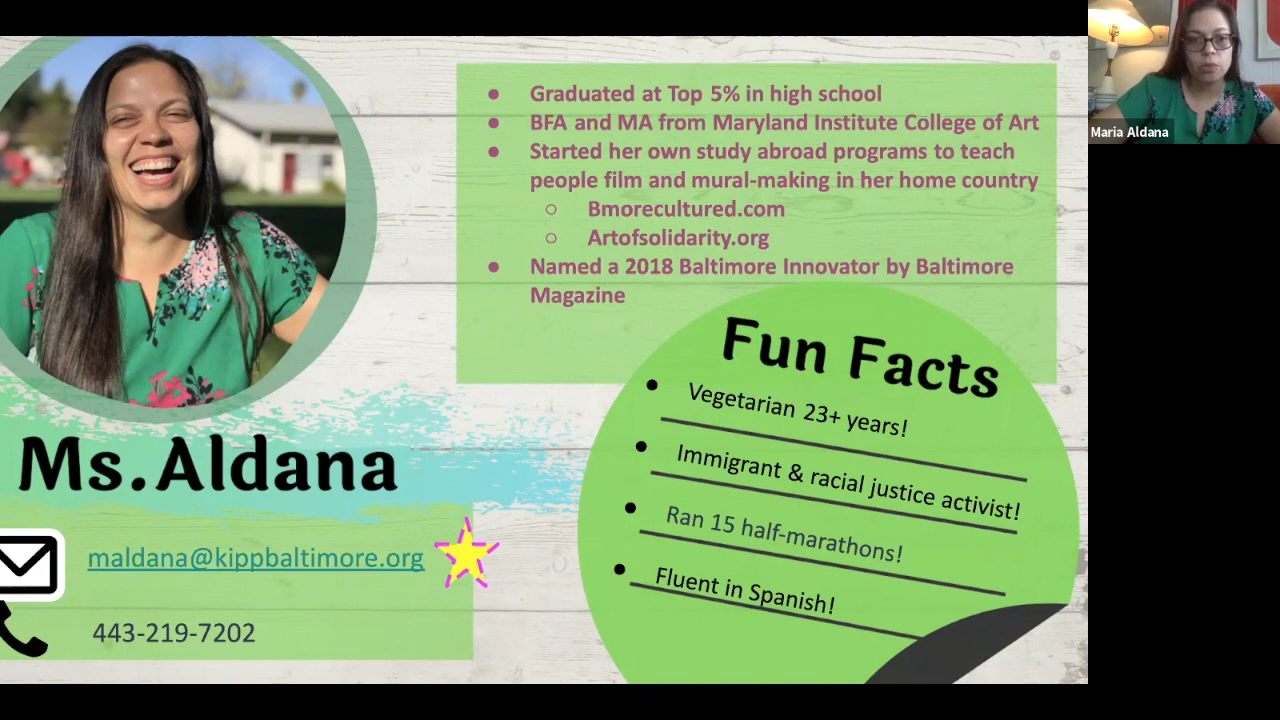 Graduated at Top 5% in high school
BFA and MA from Maryland Institute College of Art
Started her own study abroad programs to teach
people film and mural-making in her home country
Bmorecultured.com
Artofsolidarity.org
Named a 2018 Baltimore Innovator by Baltimore
Magazine
Fun Facts
Vegetarian 23+ years!
Immigrant & racial justice activist!
Ran 15 half-marathons!
Fluent in Spanish!
Ms.Aldana
maldana@kippbaltimore.org
443-219-7202
Maria Aldana